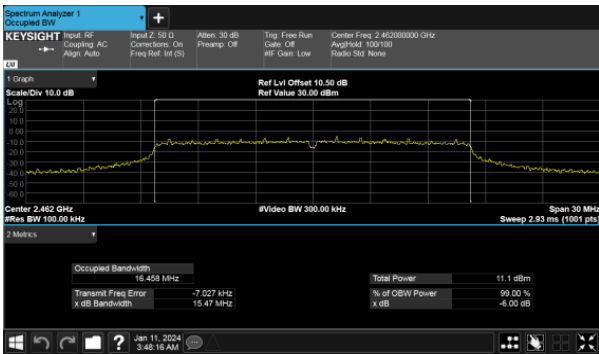 Spectrum Analyzer 1
Occupied BW
+
KEYSIGHT
Input: RF
Coupling: AC
Align: Auto
Input Z: 50 Ω
Corrections: On
Freq Ref: Int (S)
Atten: 30 dB
Preamp: Off
Trig: Free Run
Gate: Off
#IF Gain: Low
Center Freq: 2.462000000 GHz
Avg|Hold: 100/100
Radio Std: None
1 Graph
Scale/Div 10.0 dB
Ref Lvl Offset 10.50 dB
Ref Value 30.00 dBm
Log
20.0
10.0
0.00
-10.0
-20.0
-30.0
-40.0
-50.0
-60.0
Center 2.462 GHz
#Video BW 300.00 kHz
Span 30 MHz
#Res BW 100.00 kHz
Sweep 2.93 ms (1001 pts)
2 Metrics
Occupied Bandwidth
16.458 MHz
Total Power 11.1 dBm
Transmit Freq Error -7.027 kHz
% of OBW Power 99.00 %
x dB Bandwidth 15.47 MHz
x dB -6.00 dB
?
Jan 11, 2024
3:48:16 AM